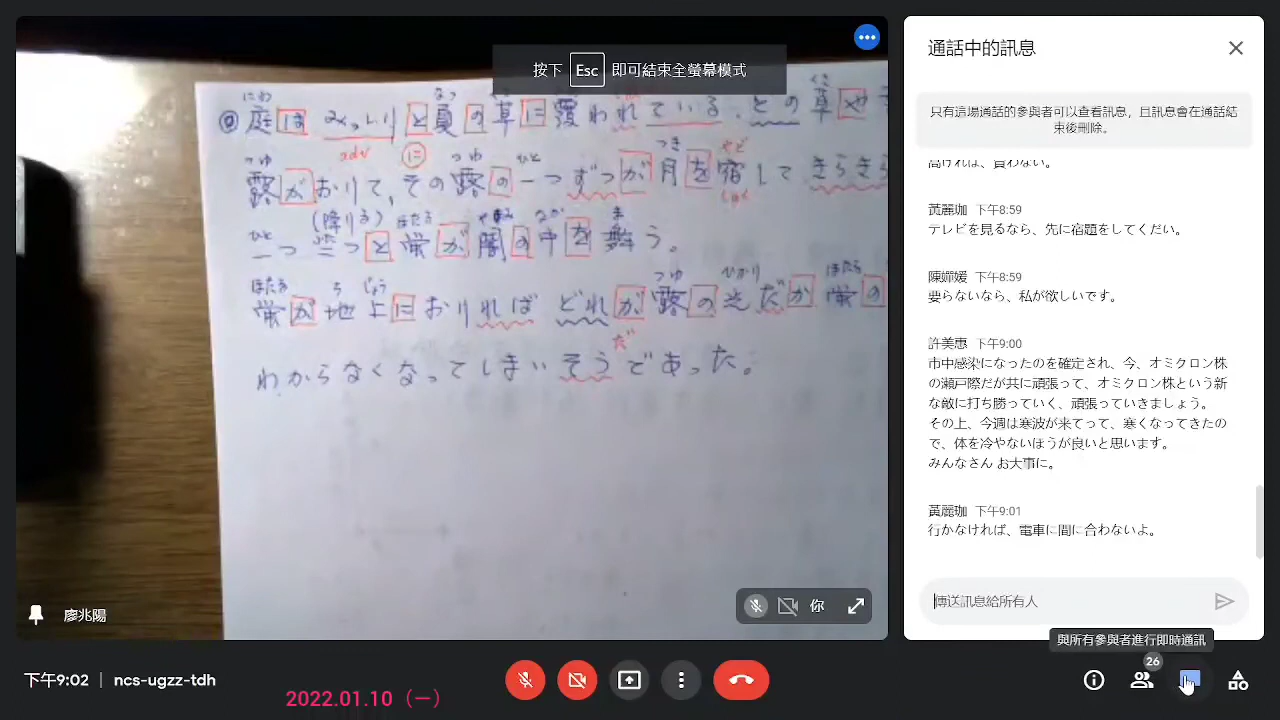 按下 Esc 即可結束全螢幕模式
庭は みっしりと夏の草に覆われている。どの草や
にわ なつ くさ
adv に
露がおりて、その露の一つずつが月を宿してきらきら
つゆ つゆ ひと つき やど
(降りる) ほたる やみ なか ま
一つ 二つと蛍が闇の中を舞う。
ひと
蛍が地上におりればどれが露の光だか蛍の
ほたる ち じょう つゆ ひかり ほたる
だ
わからなくなってしまいそうであった。
廖兆陽
你
通話中的訊息
只有這場通話的參與者可以查看訊息，且訊息會在通話結
束後刪除。
高ければ、買わない。
黃麗珈 下午8:59
テレビを見るなら、先に宿題をしてくだい。
陳姉媛 下午8:59
要らないなら、私が欲しいです。
許美惠 下午9:00
市中感染になったのを確定され、今、オミクロン株
の瀬戸際だが共に頑張って、オミクロン株という新
な敵に打ち勝っていく、頑張っていきましょう。
その上、今週は寒波が来てって、寒くなってきたの
で、体を冷やないほうが良いと思います。
みんなさん お大事に。
黃麗珈 下午9:01
行かなければ、電車に間に合わないよ。
傳送訊息給所有人
與所有參與者進行即時通訊
26
下午9:02 | ncs-ugzz-tdh
2022.01.10（一）